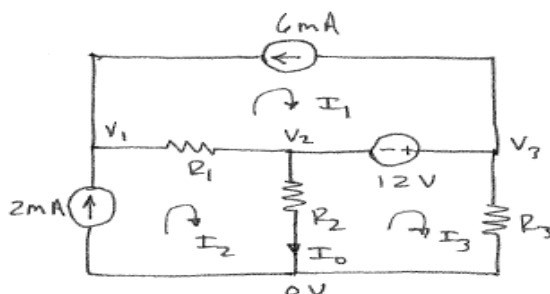 6mA
I₁
V₁
R₁
V₂
- +
12V
V₃
2mA
I₂
R₂
I₀
I₃
R₃
0V